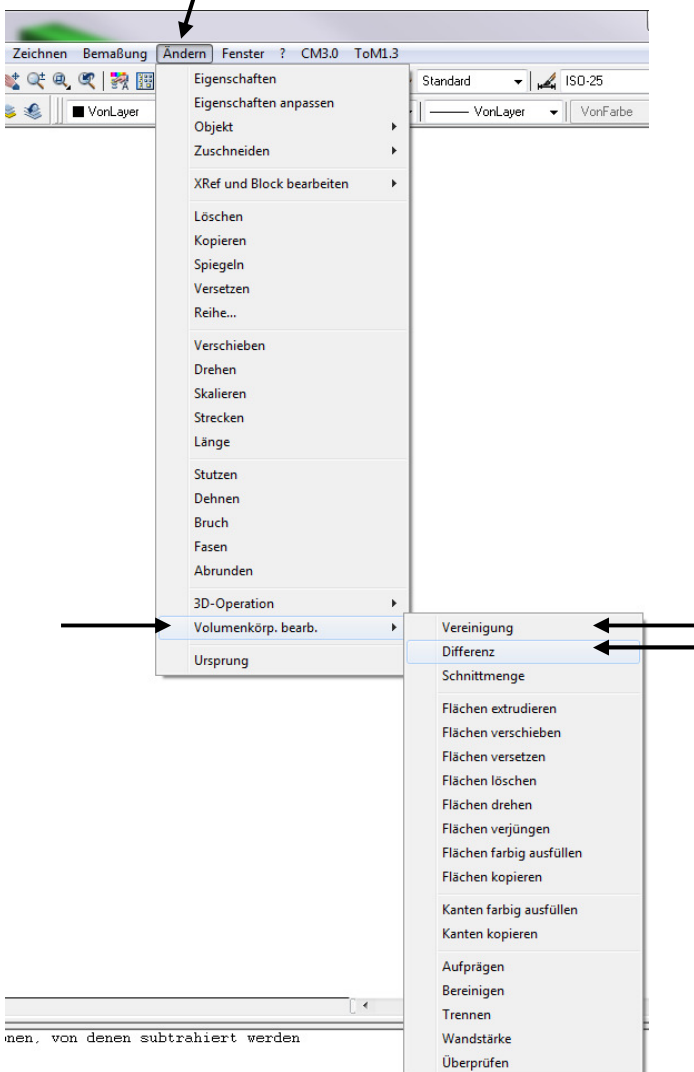 Zeichnen Bemaßung Ändern Fenster ? CM3.0 ToM1.3
Standard ISO-25
VonLayer VonLayer VonFarbe
Eigenschaften
Eigenschaften anpassen
Objekt
Zuschneiden
XRef und Block bearbeiten
Löschen
Kopieren
Spiegeln
Versetzen
Reihe...
Verschieben
Drehen
Skalieren
Strecken
Länge
Stutzen
Dehnen
Bruch
Fasen
Abrunden
3D-Operation
Volumenkörp. bearb.
Ursprung
Vereinigung
Differenz
Schnittmenge
Flächen extrudieren
Flächen verschieben
Flächen versetzen
Flächen löschen
Flächen drehen
Flächen verjüngen
Flächen farbig ausfüllen
Flächen kopieren
Kanten farbig ausfüllen
Kanten kopieren
Aufprägen
Bereinigen
Trennen
Wandstärke
Überprüfen
nen, von denen subtrahiert werden